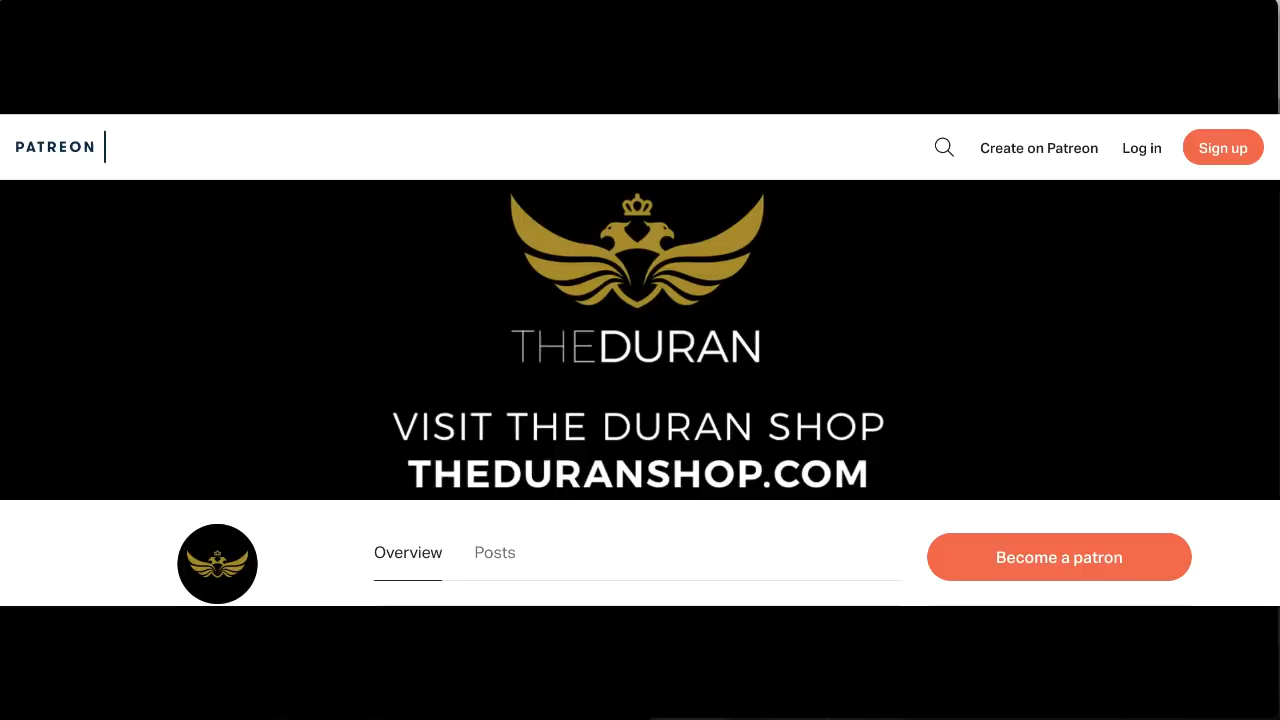 PATREON
Create on Patreon
Log in
Sign up
THEDURAN
VISIT THE DURAN SHOP
THEDURANSHOP.COM
Overview
Posts
Become a patron